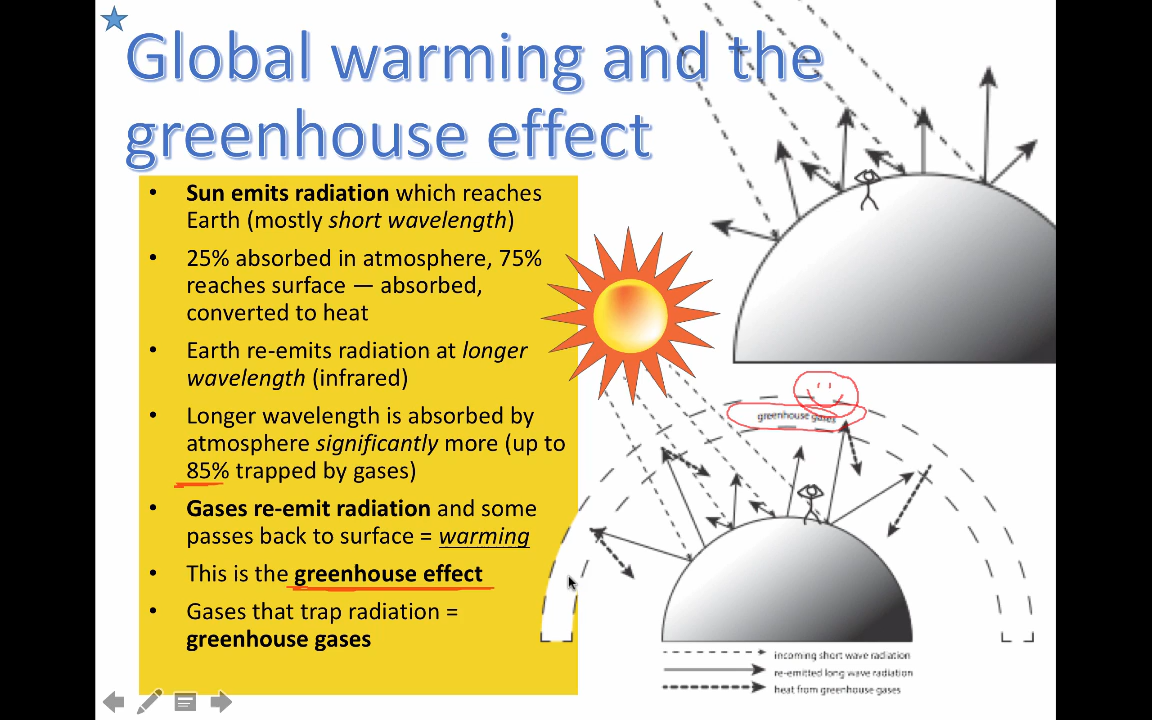 Global warming and the
greenhouse effect
• Sun emits radiation which reaches
Earth (mostly short wavelength)
• 25% absorbed in atmosphere, 75%
reaches surface — absorbed,
converted to heat
• Earth re-emits radiation at longer
wavelength (infrared)
• Longer wavelength is absorbed by
atmosphere significantly more (up to
85% trapped by gases)
• Gases re-emit radiation and some
passes back to surface = warming
• This is the greenhouse effect
• Gases that trap radiation =
greenhouse gases
greenhouse gases
incoming short wave radiation
re-emitted long wave radiation
heat from greenhouse gases